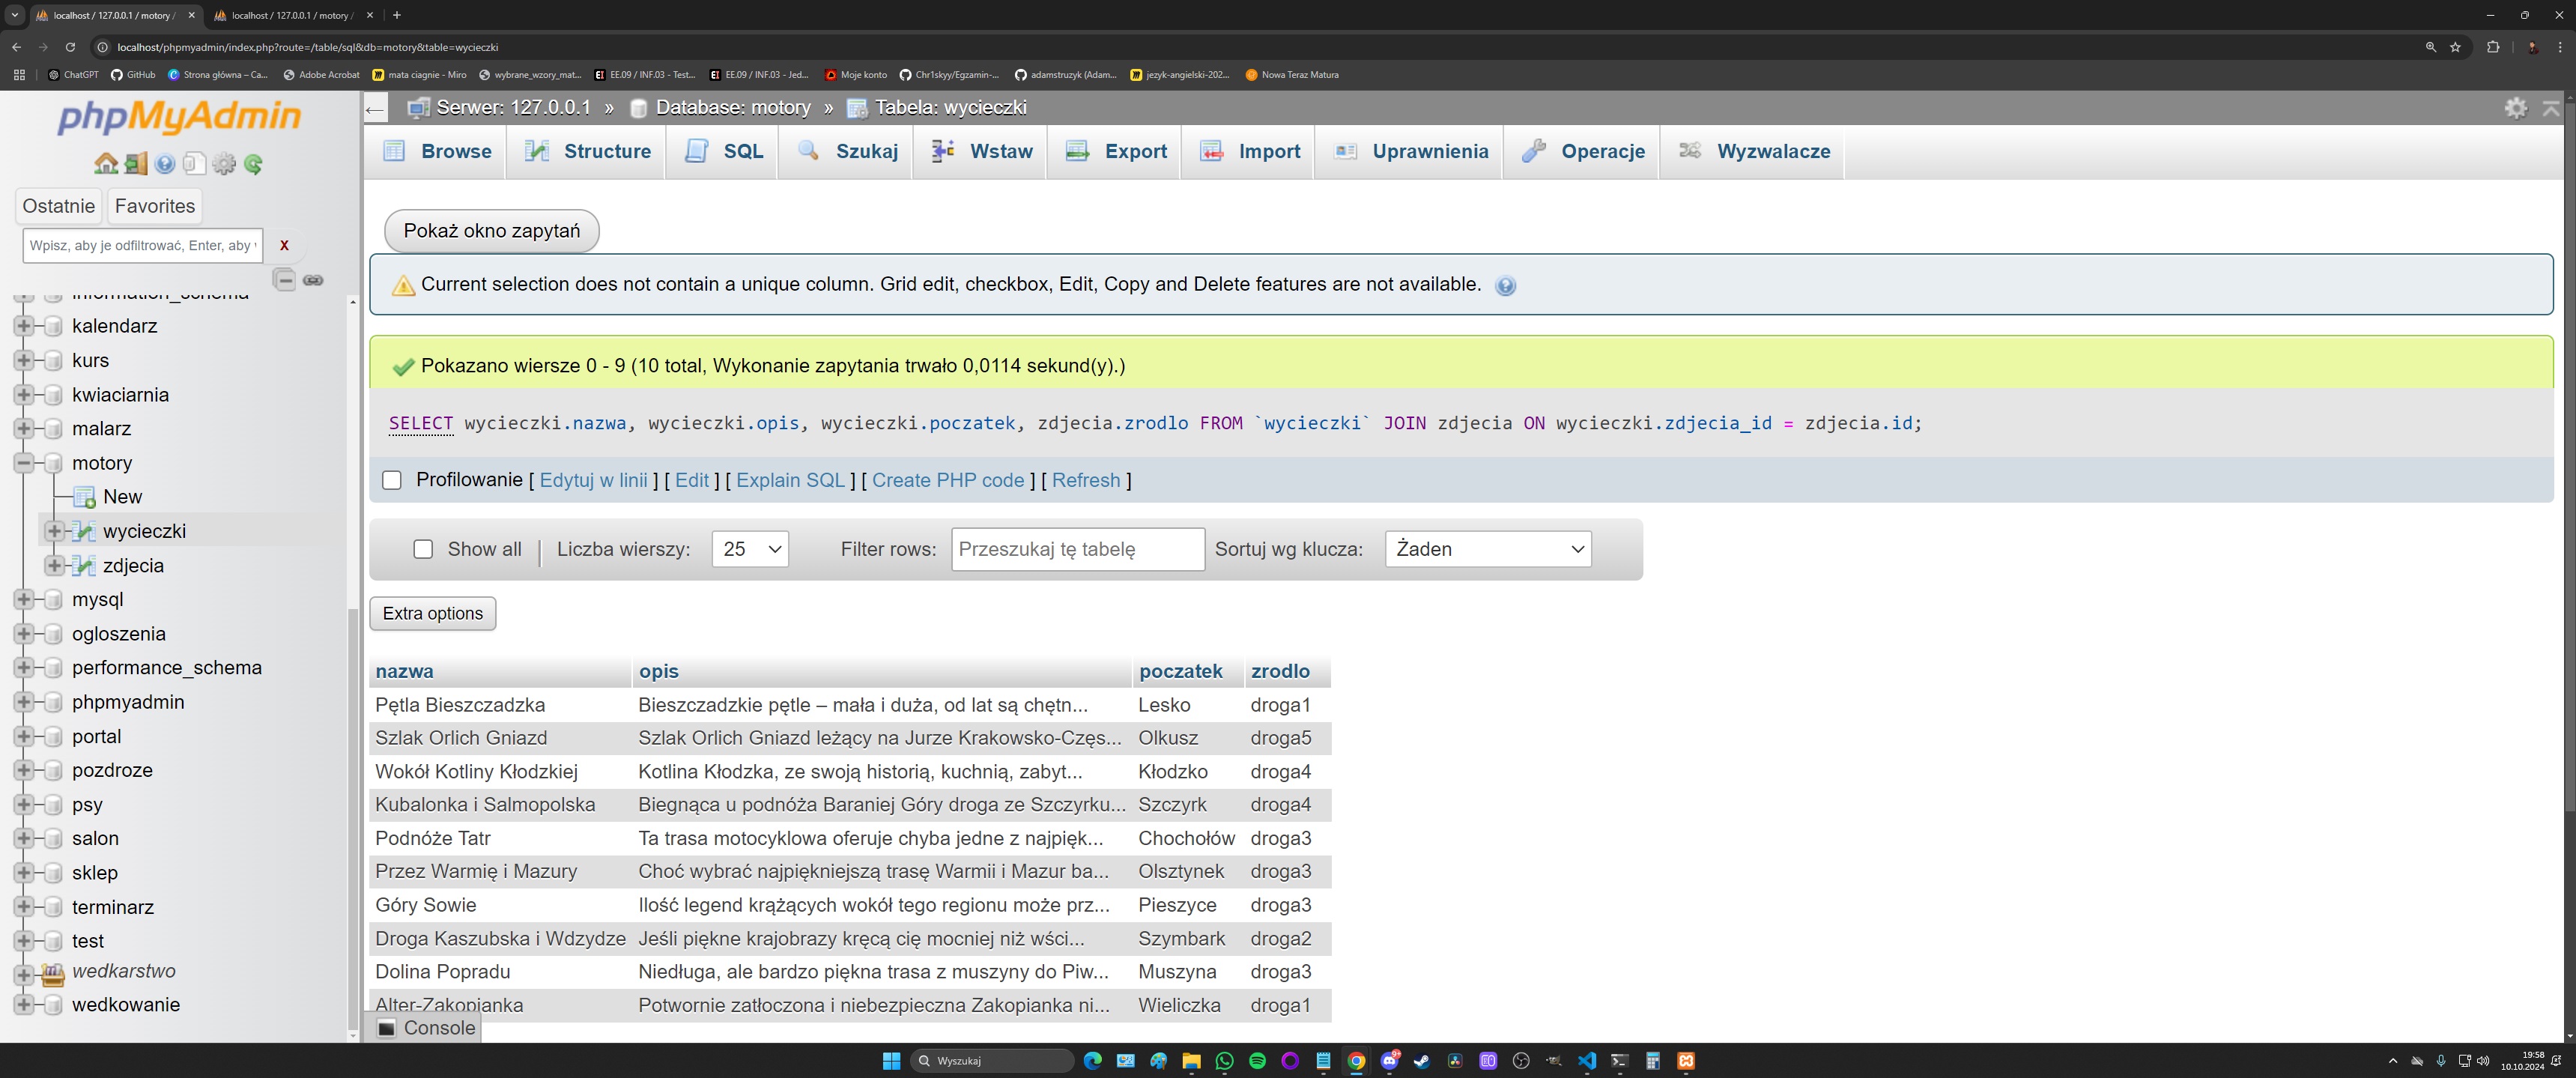 localhost / 127.0.0.1 / motory /
localhost / 127.0.0.1 / motory /
localhost/phpmyadmin/index.php?route=/table/sql&db=motory&table=wycieczki
ChatGPT GitHub Strona główna – Ca... Adobe Acrobat mata ciagnie - Miro wybrane_wzory_mat... EE.09 / INF.03 - Test... EE.09 / INF.03 - Jed... Moje konto Chr1skyy/Egzamin-... adamstruzyk (Adam... jezyk-angielski-202... Nowa Teraz Matura
phpMyAdmin
Ostatnie Favorites
Wpisz, aby je odfiltrować, Enter, aby
X
information_schema
kalendarz
kurs
kwiaciarnia
malarz
motory
New
wycieczki
zdjecia
mysql
ogloszenia
performance_schema
phpmyadmin
portal
pozdroze
psy
salon
sklep
terminarz
test
wedkarstwo
wedkowanie
Serwer: 127.0.0.1 » Database: motory » Tabela: wycieczki
Browse Structure SQL Szukaj Wstaw Export Import Uprawnienia Operacje Wyzwalacze
Pokaż okno zapytań
Current selection does not contain a unique column. Grid edit, checkbox, Edit, Copy and Delete features are not available.
Pokazano wiersze 0 - 9 (10 total, Wykonanie zapytania trwało 0,0114 sekund(y).)
SELECT wycieczki.nazwa, wycieczki.opis, wycieczki.poczatek, zdjecia.zrodlo FROM `wycieczki` JOIN zdjecia ON wycieczki.zdjecia_id = zdjecia.id;
Profilowanie [ Edytuj w linii ] [ Edit ] [ Explain SQL ] [ Create PHP code ] [ Refresh ]
Show all Liczba wierszy: 25 Filter rows: Przeszukaj tę tabelę Sortuj wg klucza: Żaden
Extra options
nazwa opis poczatek zrodlo
Pętla Bieszczadzka Bieszczadzkie pętle – mała i duża, od lat są chętn... Lesko droga1
Szlak Orlich Gniazd Szlak Orlich Gniazd leżący na Jurze Krakowsko-Częs... Olkusz droga5
Wokół Kotliny Kłodzkiej Kotlina Kłodzka, ze swoją historią, kuchnią, zabyt... Kłodzko droga4
Kubalonka i Salmopolska Biegnąca u podnóża Baraniej Góry droga ze Szczyrku... Szczyrk droga4
Podnóże Tatr Ta trasa motocyklowa oferuje chyba jedne z najpięk... Chochołów droga3
Przez Warmię i Mazury Choć wybrać najpiękniejszą trasę Warmii i Mazur ba... Olsztynek droga3
Góry Sowie Ilość legend krążących wokół tego regionu może prz... Pieszyce droga3
Droga Kaszubska i Wdzydze Jeśli piękne krajobrazy kręcą cię mocniej niż wści... Szymbark droga2
Dolina Popradu Niedługa, ale bardzo piękna trasa z muszyny do Piw... Muszyna droga3
Alter-Zakopianka Potwornie zatłoczona i niebezpieczna Zakopianka ni... Wieliczka droga1
Console
Wyszukaj
19:58
10.10.2024